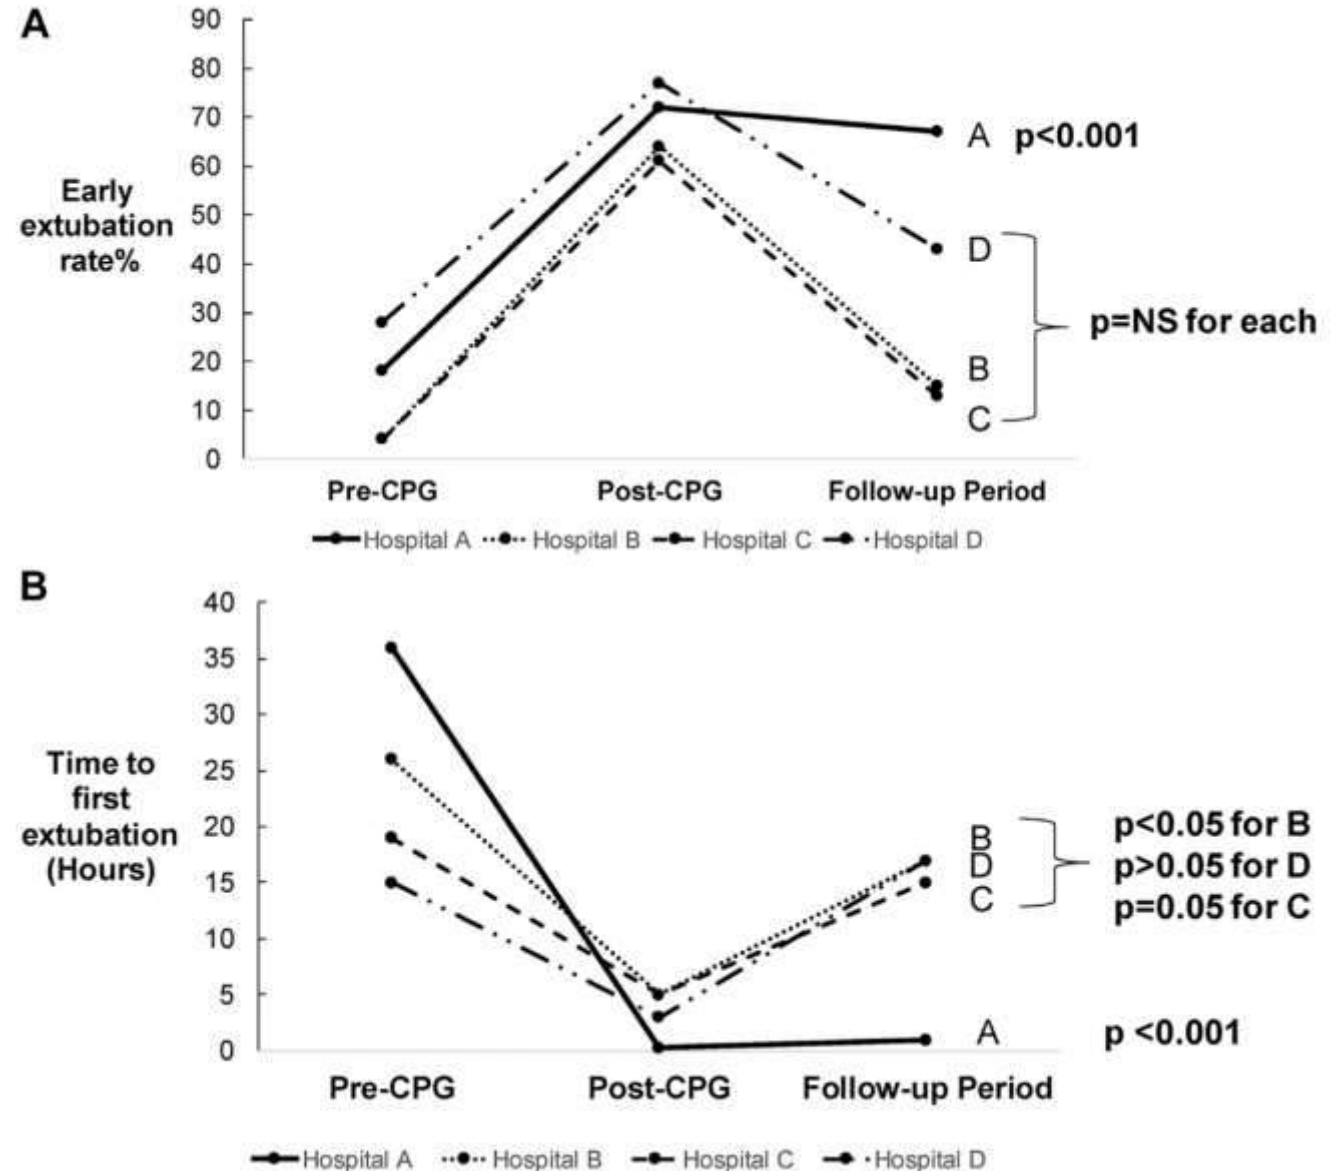 A
90
80
70
60
50
40
30
20
10
0
Early
extubation
rate%
A p<0.001
D
B
C
p=NS for each
Pre-CPG Post-CPG Follow-up Period
Hospital A Hospital B Hospital C Hospital D
B
40
35
30
25
20
15
10
5
0
Time to
first
extubation
(Hours)
B
D
C
p<0.05 for B
p>0.05 for D
p=0.05 for C
A p <0.001
Pre-CPG Post-CPG Follow-up Period
Hospital A Hospital B Hospital C Hospital D